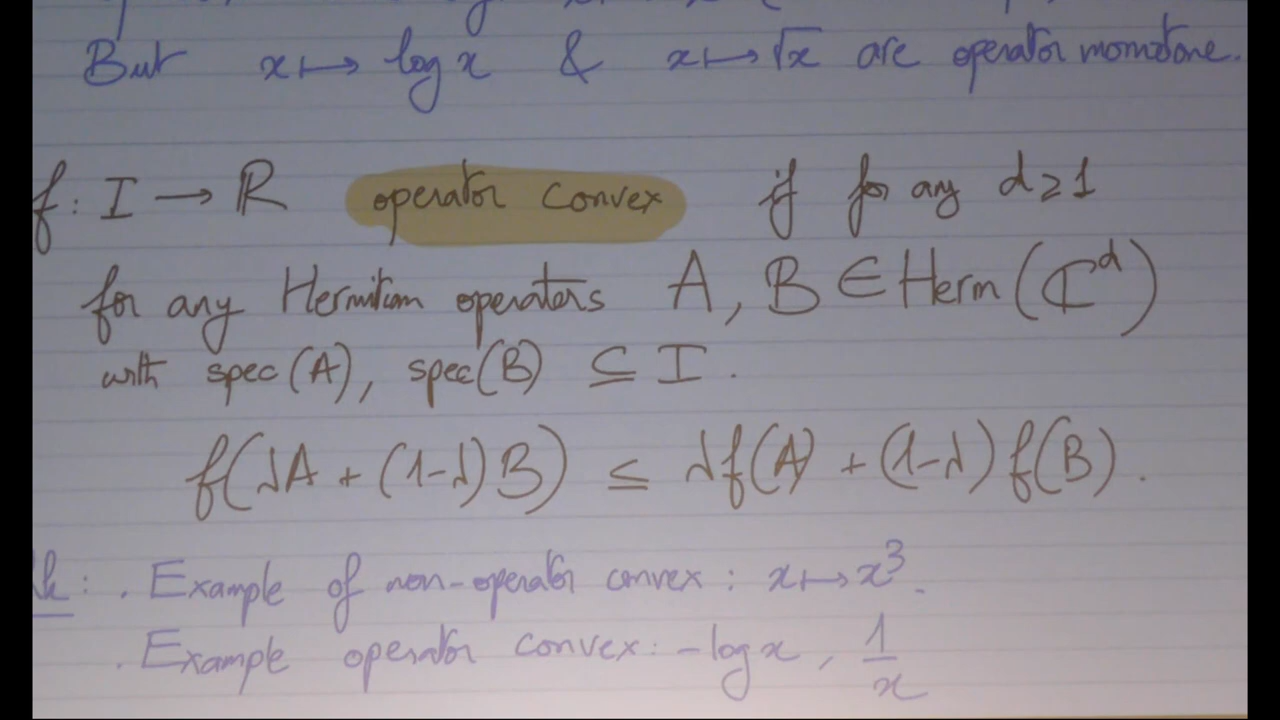 But x ↦ log x & x ↦ √x are operator monotone.
f: I → ℝ operator convex if for any d ≥ 1
for any Hermitian operators A, B ∈ Herm(ℂ^d)
with spec(A), spec(B) ⊆ I.
f(λA + (1-λ)B) ≤ λf(A) + (1-λ)f(B).
. Example of non-operator convex: x ↦ x³.
. Example operator convex: -log x, 1/x